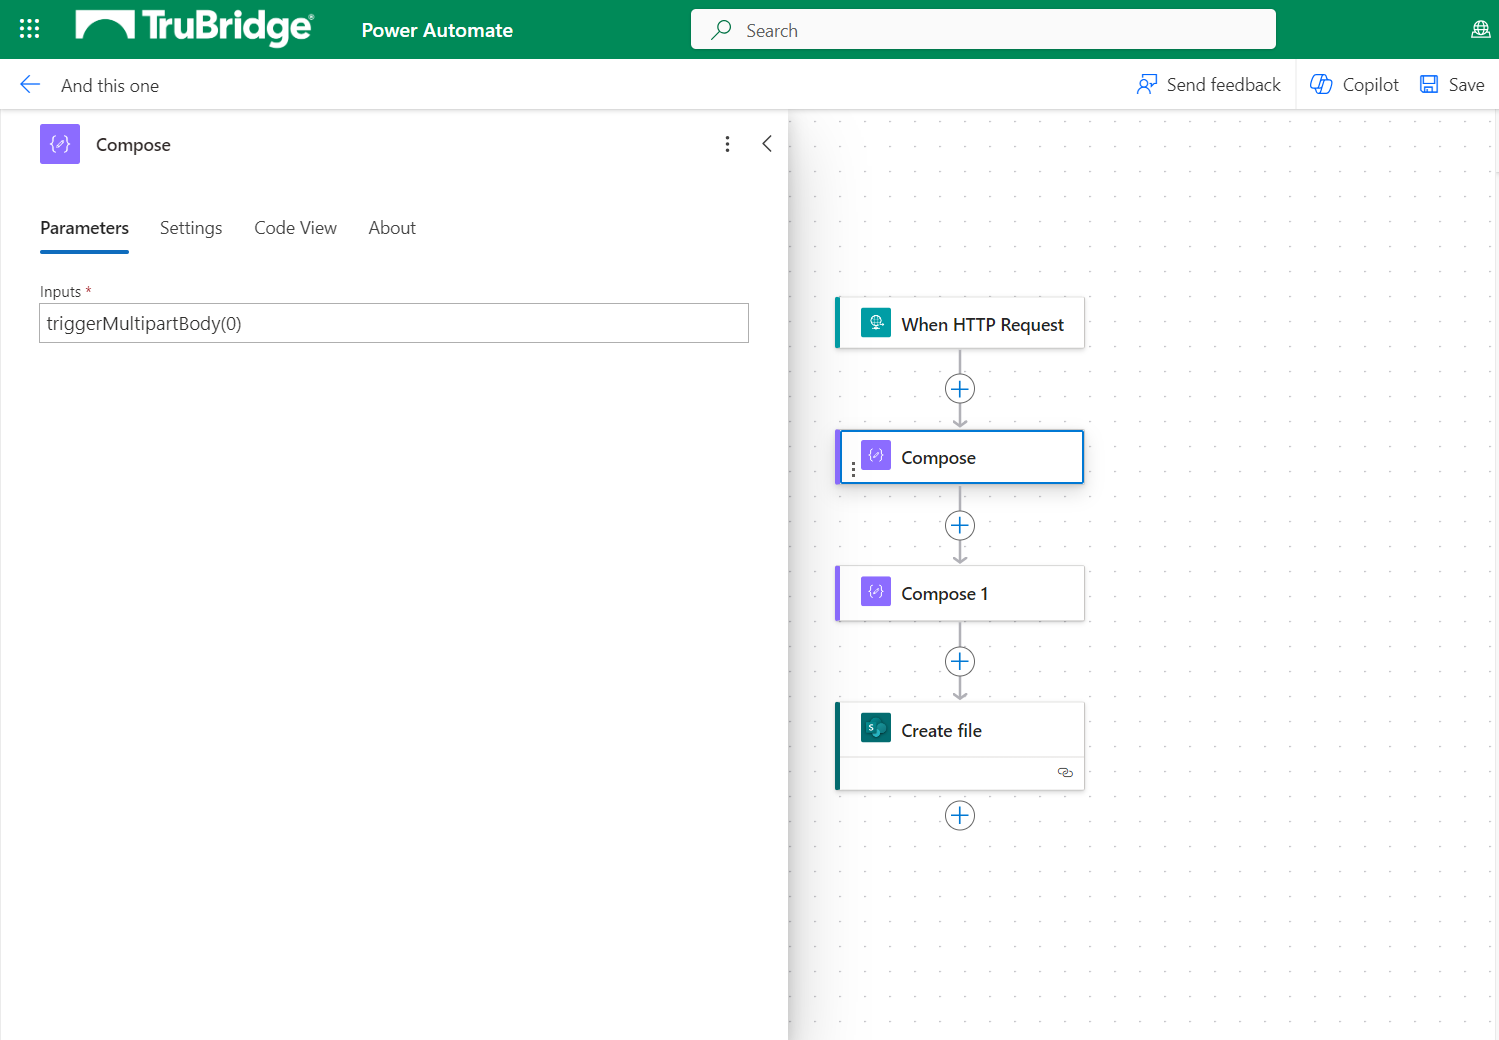 TruBridge®
Power Automate
Search
And this one
Send feedback
Copilot
Save
Compose
Parameters
Settings
Code View
About
Inputs *
triggerMultipartBody(0)
When HTTP Request
Compose
Compose 1
Create file